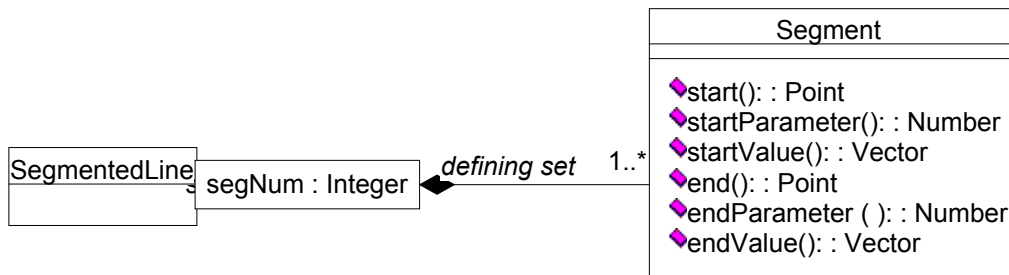 Segment
start(): : Point
startParameter(): : Number
startValue(): : Vector
end(): : Point
endParameter ( ): : Number
endValue(): : Vector
SegmentedLine
segNum : Integer
defining set
1..*